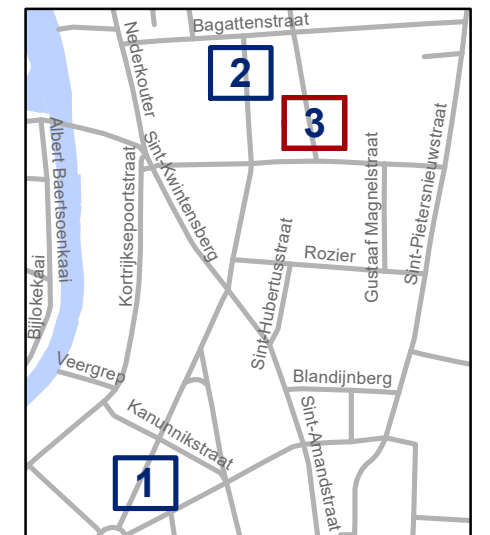 Bagattenstraat
Nederkouter
2
3
Albert Baertsoenkaai
Sint-Kwintensberg
Kortrijksepoortstraat
Gustaaf Magnelstraat
Sint-Pietersnieuwstraat
Sint-Hubertusstraat
Rozier
Bijlokekaai
Veergrep
Blandijnberg
Kanunnikstraat
Sint-Amandstraat
1